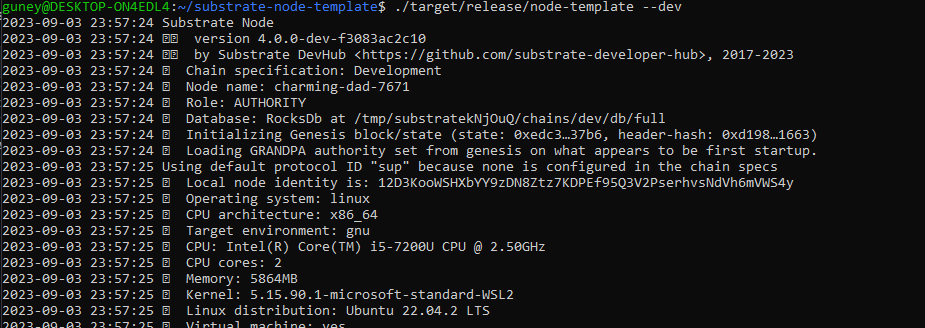 guney@DESKTOP-ON4EDL4:~/substrate-node-template$ ./target/release/node-template --dev
2023-09-03 23:57:24 Substrate Node
2023-09-03 23:57:24 version 4.0.0-dev-f3083ac2c10
2023-09-03 23:57:24 by Substrate DevHub <https://github.com/substrate-developer-hub>, 2017-2023
2023-09-03 23:57:24 Chain specification: Development
2023-09-03 23:57:24 Node name: charming-dad-7671
2023-09-03 23:57:24 Role: AUTHORITY
2023-09-03 23:57:24 Database: RocksDb at /tmp/substratekNjOuQ/chains/dev/db/full
2023-09-03 23:57:24 Initializing Genesis block/state (state: 0xedc3…37b6, header-hash: 0xd198…1663)
2023-09-03 23:57:24 Loading GRANDPA authority set from genesis on what appears to be first startup.
2023-09-03 23:57:25 Using default protocol ID "sup" because none is configured in the chain specs
2023-09-03 23:57:25 Local node identity is: 12D3KooWSHXbYY9zDN8Ztz7KDPEf95Q3V2PserhvsNdVh6mVWS4y
2023-09-03 23:57:25 Operating system: linux
2023-09-03 23:57:25 CPU architecture: x86_64
2023-09-03 23:57:25 Target environment: gnu
2023-09-03 23:57:25 CPU: Intel(R) Core(TM) i5-7200U CPU @ 2.50GHz
2023-09-03 23:57:25 CPU cores: 2
2023-09-03 23:57:25 Memory: 5864MB
2023-09-03 23:57:25 Kernel: 5.15.90.1-microsoft-standard-WSL2
2023-09-03 23:57:25 Linux distribution: Ubuntu 22.04.2 LTS
2023-09-03 23:57:25 Virtual machine: yes